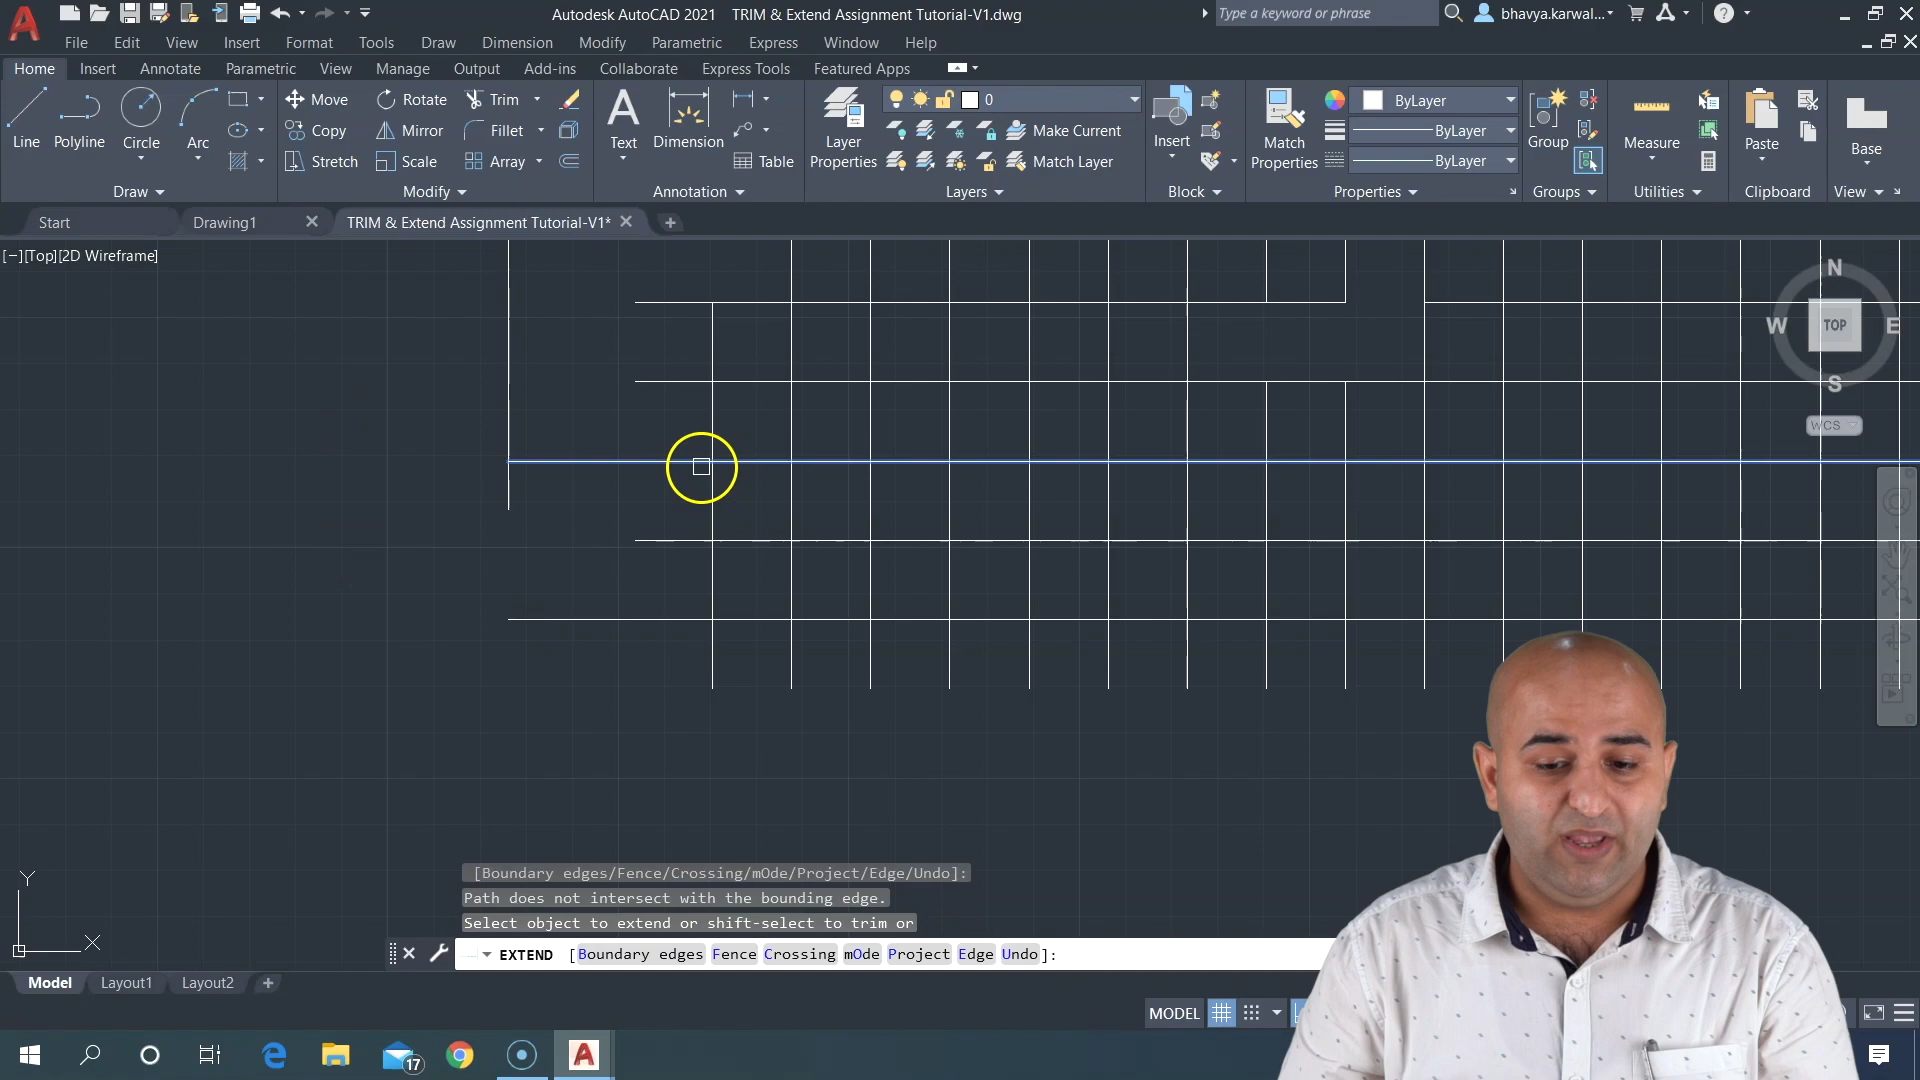 Autodesk AutoCAD 2021 TRIM & Extend Assignment Tutorial-V1.dwg
Type a keyword or phrase
bhavya.karwal...
File Edit View Insert Format Tools Draw Dimension Modify Parametric Express Window Help
Home Insert Annotate Parametric View Manage Output Add-ins Collaborate Express Tools Featured Apps
Line Polyline Circle Arc
Draw
Move Rotate Trim
Copy Mirror Fillet
Stretch Scale Array
Modify
Text Dimension Table
Annotation
Layer Properties
0
Make Current
Match Layer
Layers
Insert
Block
Match Properties
ByLayer
ByLayer
ByLayer
Properties
Group
Groups
Measure
Utilities
Paste
Clipboard
Base
View
Start Drawing1 TRIM & Extend Assignment Tutorial-V1*
[−][Top][2D Wireframe]
N
W TOP E
S
WCS
Y
X
[Boundary edges/Fence/Crossing/mOde/Project/Edge/Undo]:
Path does not intersect with the bounding edge.
Select object to extend or shift-select to trim or
EXTEND [Boundary edges Fence Crossing mOde Project Edge Undo]:
Model Layout1 Layout2
MODEL
17